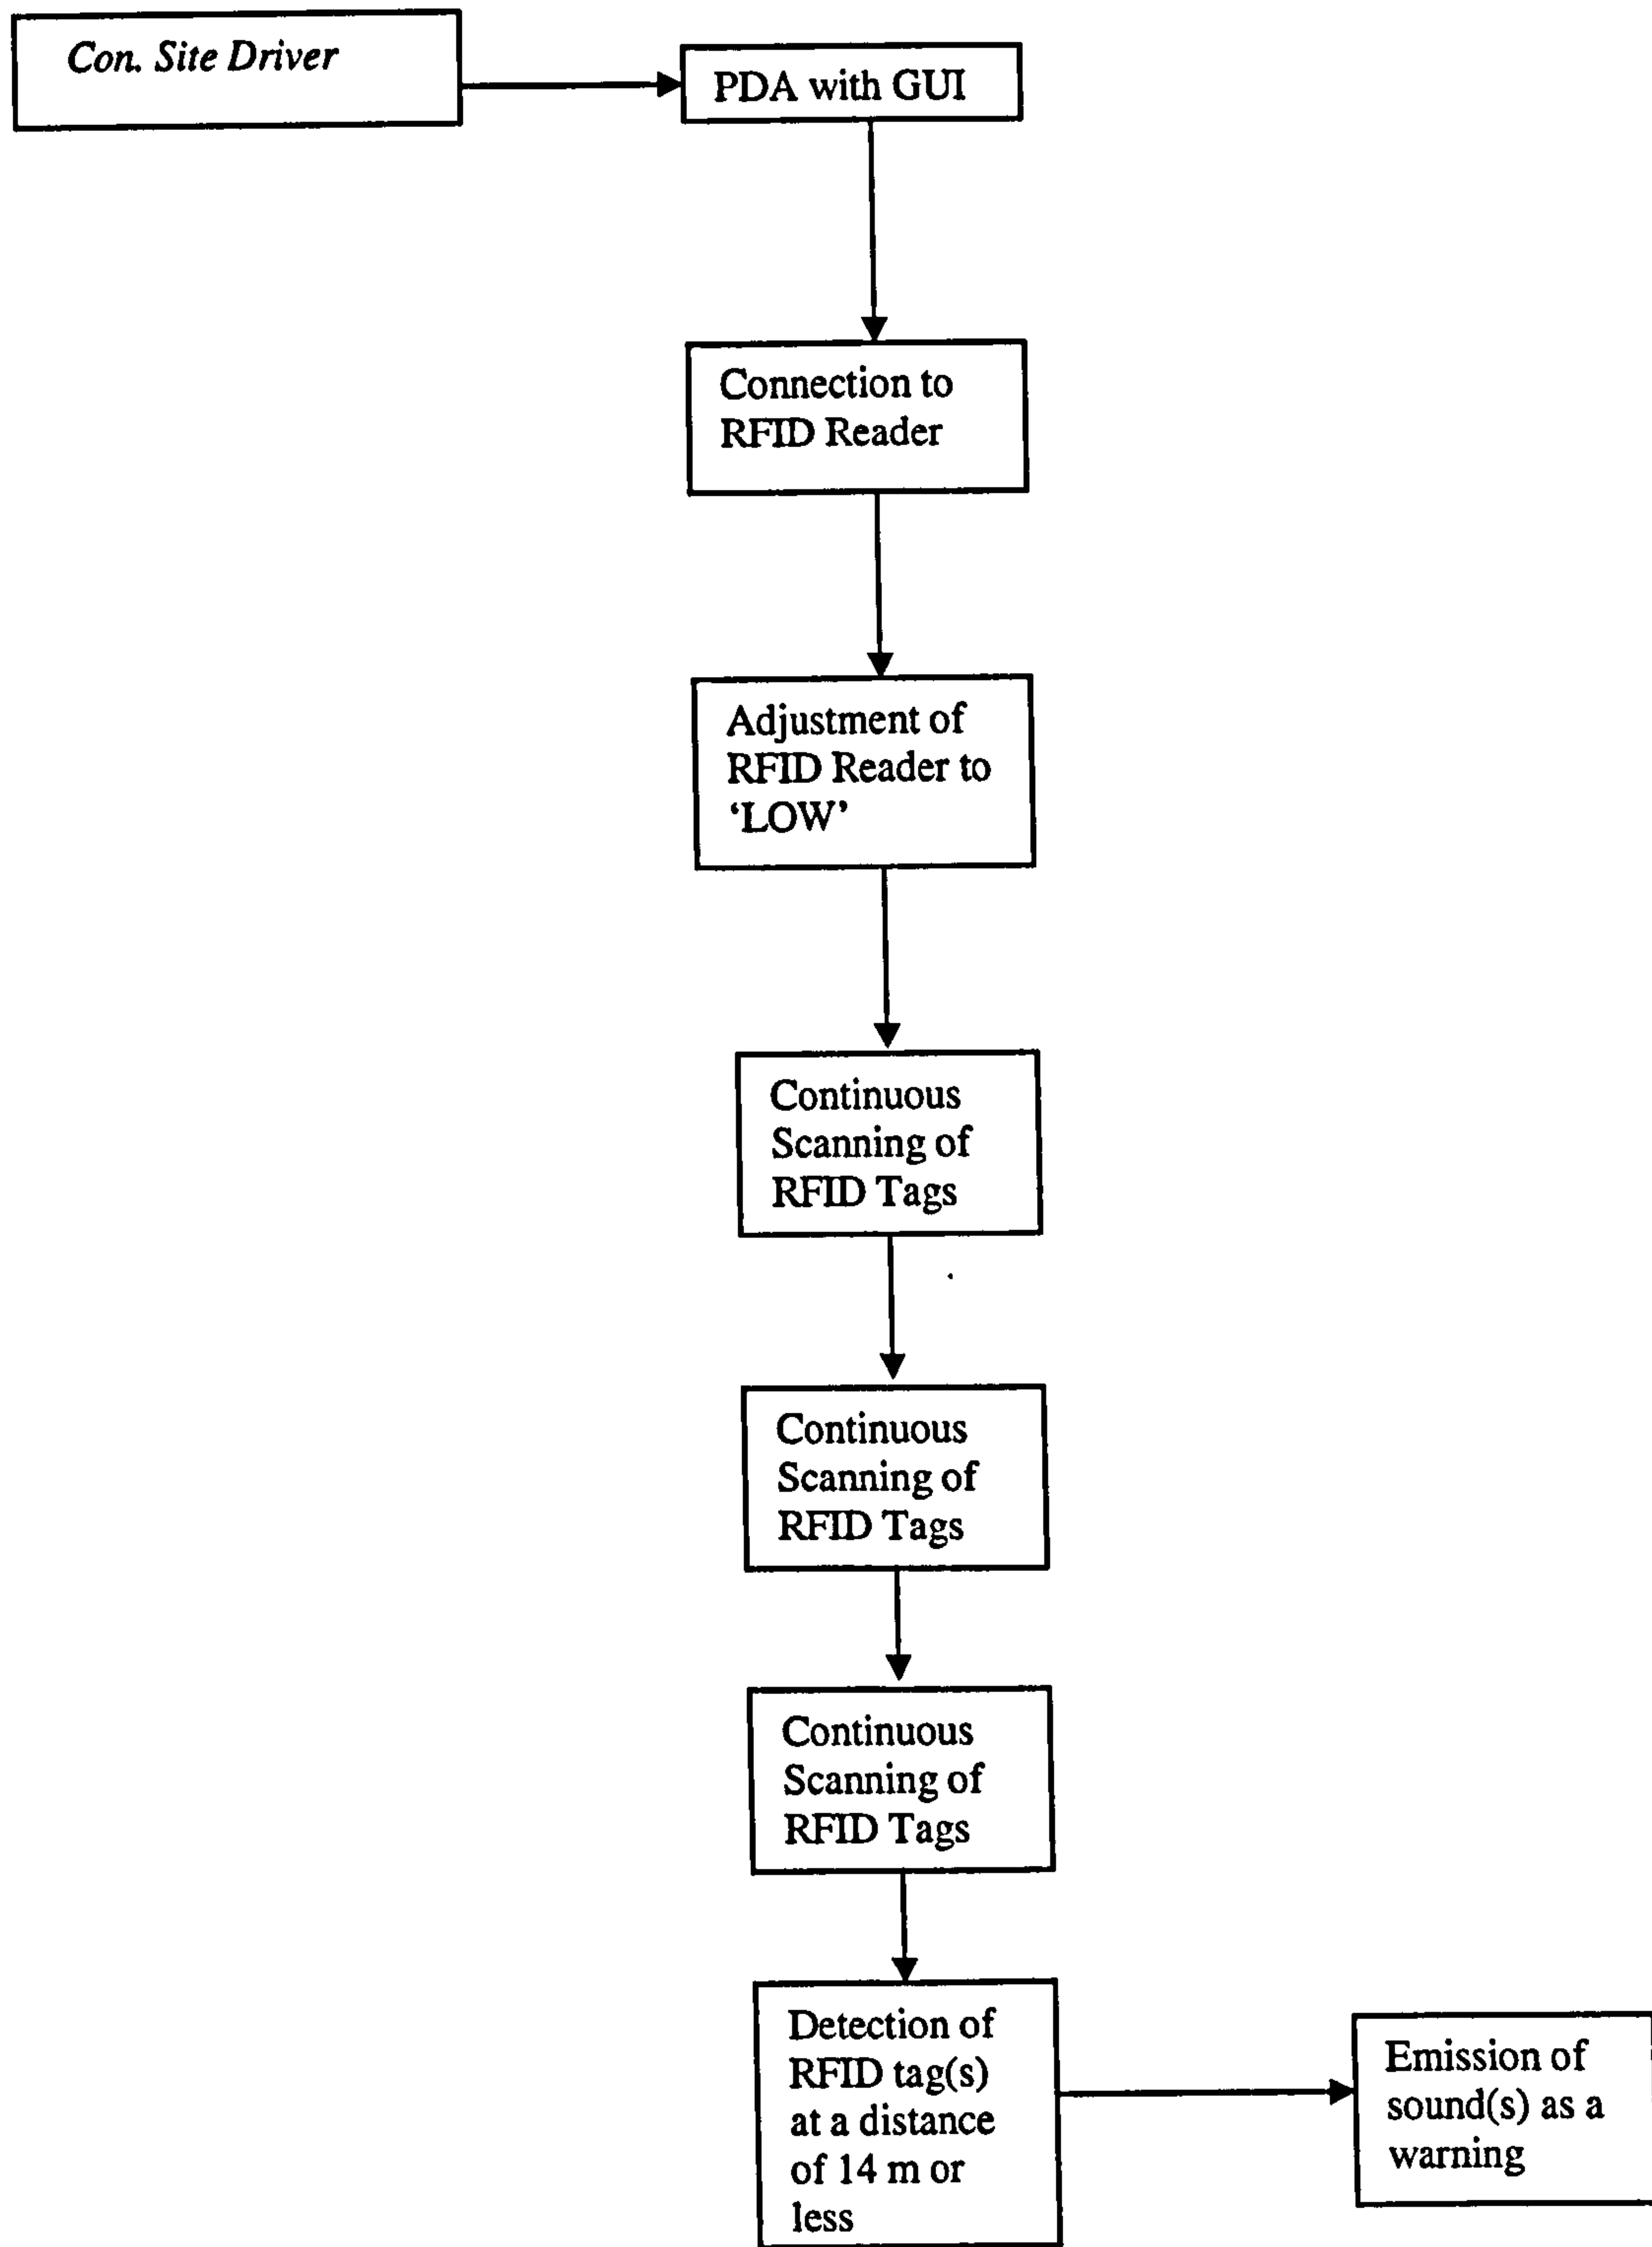 Con. Site Driver
PDA with GUI
Connection to
RFID Reader
Adjustment of
RFID Reader to
‘LOW’
Continuous
Scanning of
RFID Tags
Continuous
Scanning of
RFID Tags
Continuous
Scanning of
RFID Tags
Detection of
RFID tag(s)
at a distance
of 14 m or
less
Emission of
sound(s) as a
warning